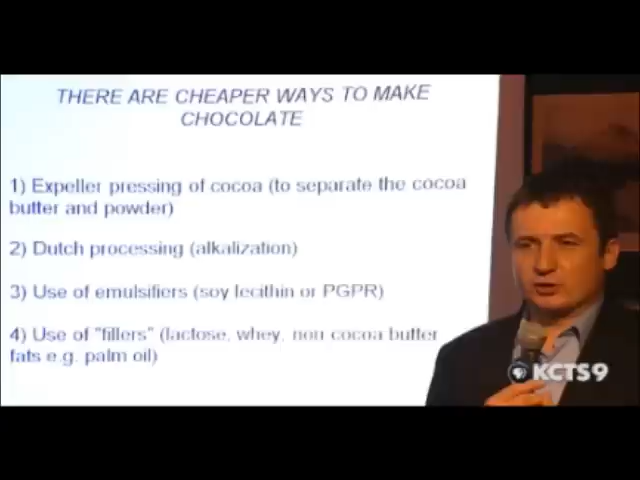 THERE ARE CHEAPER WAYS TO MAKE
CHOCOLATE
1) Expeller pressing of cocoa (to separate the cocoa
butter and powder)
2) Dutch processing (alkalization)
3) Use of emulsifiers (soy lecithin or PGPR)
4) Use of "fillers" (lactose, whey, non cocoa butter
fats e.g. palm oil)
KCTS9